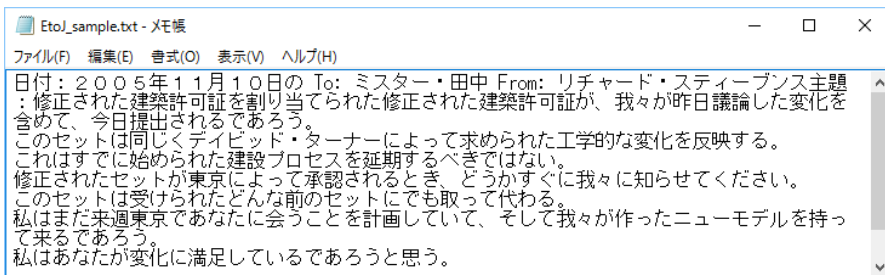 EtoJ_sample.txt - メモ帳
ファイル(F) 編集(E) 書式(O) 表示(V) ヘルプ(H)
日付：２００５年１１月１０日の To: ミスター・田中 From: リチャード・スティーブンス主題
：修正された建築許可証を割り当てられた修正された建築許可証が、我々が昨日議論した変化を
含めて、今日提出されるであろう。
このセットは同じくデイビッド・ターナーによって求められた工学的な変化を反映する。
これはすでに始められた建設プロセスを延期するべきではない。
修正されたセットが東京によって承認されるとき、どうかすぐに我々に知らせてください。
このセットは受けられたどんな前のセットにでも取って代わる。
私はまだ来週東京であなたに会うことを計画していて、そして我々が作ったニューモデルを持っ
て来るであろう。
私はあなたが変化に満足しているであろうと思う。